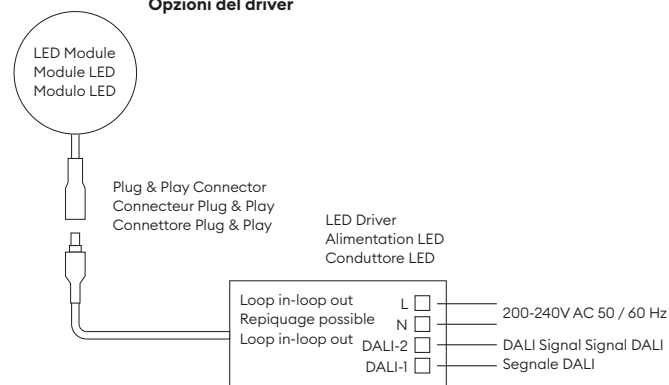 Opzioni del driver
LED Module
Module LED
Modulo LED
Plug & Play Connector
Connecteur Plug & Play
Connettore Plug & Play
LED Driver
Alimentation LED
Conduttore LED
Loop in-loop out
Repiquage possible
Loop in-loop out
L
N
DALI-2
DALI-1
200-240V AC 50 / 60 Hz
DALI Signal Signal DALI
Segnale DALI